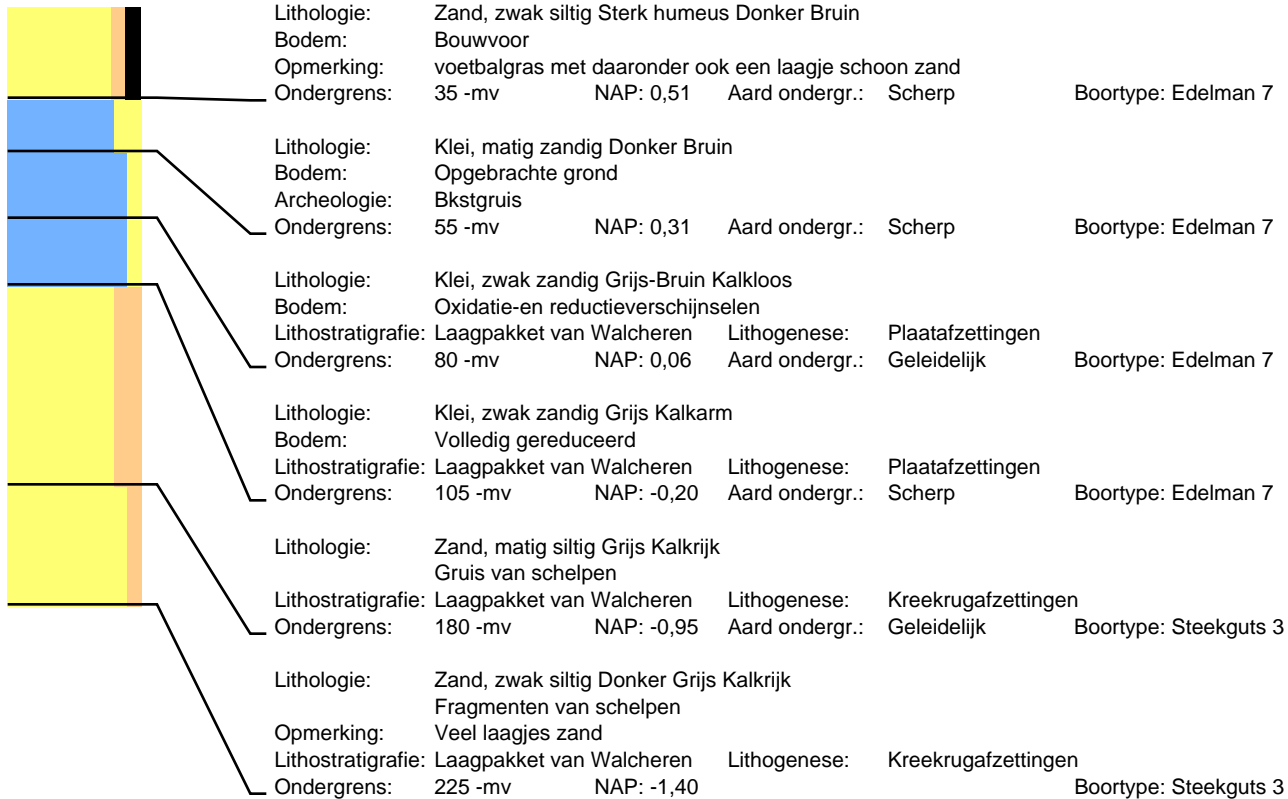 Lithologie: Zand, zwak siltig Sterk humeus Donker Bruin
Bodem: Bouwvoor
Opmerking: voetbalgras met daaronder ook een laagje schoon zand
Ondergrens: 35 -mv NAP: 0,51 Aard ondergr.: Scherp Boortype: Edelman 7
Lithologie: Klei, matig zandig Donker Bruin
Bodem: Opgebrachte grond
Archeologie: Bkstgruis
Ondergrens: 55 -mv NAP: 0,31 Aard ondergr.: Scherp Boortype: Edelman 7
Lithologie: Klei, zwak zandig Grijs-Bruin Kalkloos
Bodem: Oxidatie-en reductieverschijnselen
Lithostratigrafie: Laagpakket van Walcheren Lithogenese: Plaatafzettingen
Ondergrens: 80 -mv NAP: 0,06 Aard ondergr.: Geleidelijk Boortype: Edelman 7
Lithologie: Klei, zwak zandig Grijs Kalkarm
Bodem: Volledig gereduceerd
Lithostratigrafie: Laagpakket van Walcheren Lithogenese: Plaatafzettingen
Ondergrens: 105 -mv NAP: -0,20 Aard ondergr.: Scherp Boortype: Edelman 7
Lithologie: Zand, matig siltig Grijs Kalkrijk
Gruis van schelpen
Lithostratigrafie: Laagpakket van Walcheren Lithogenese: Kreekrugafzettingen
Ondergrens: 180 -mv NAP: -0,95 Aard ondergr.: Geleidelijk Boortype: Steekguts 3
Lithologie: Zand, zwak siltig Donker Grijs Kalkrijk
Fragmenten van schelpen
Opmerking: Veel laagjes zand
Lithostratigrafie: Laagpakket van Walcheren Lithogenese: Kreekrugafzettingen
Ondergrens: 225 -mv NAP: -1,40 Boortype: Steekguts 3